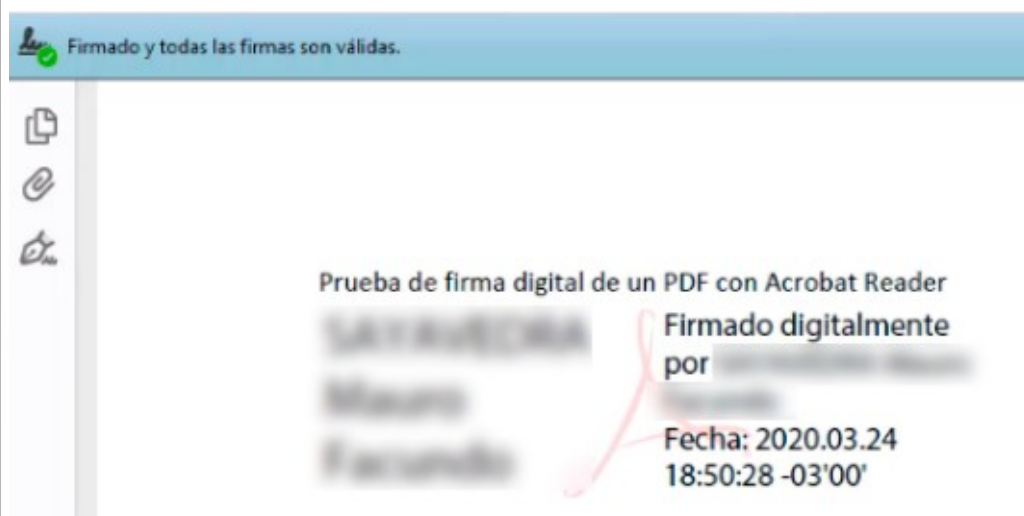 Firmado y todas las firmas son válidas.
Prueba de firma digital de un PDF con Acrobat Reader
Firmado digitalmente
por
Fecha: 2020.03.24
18:50:28 -03'00'